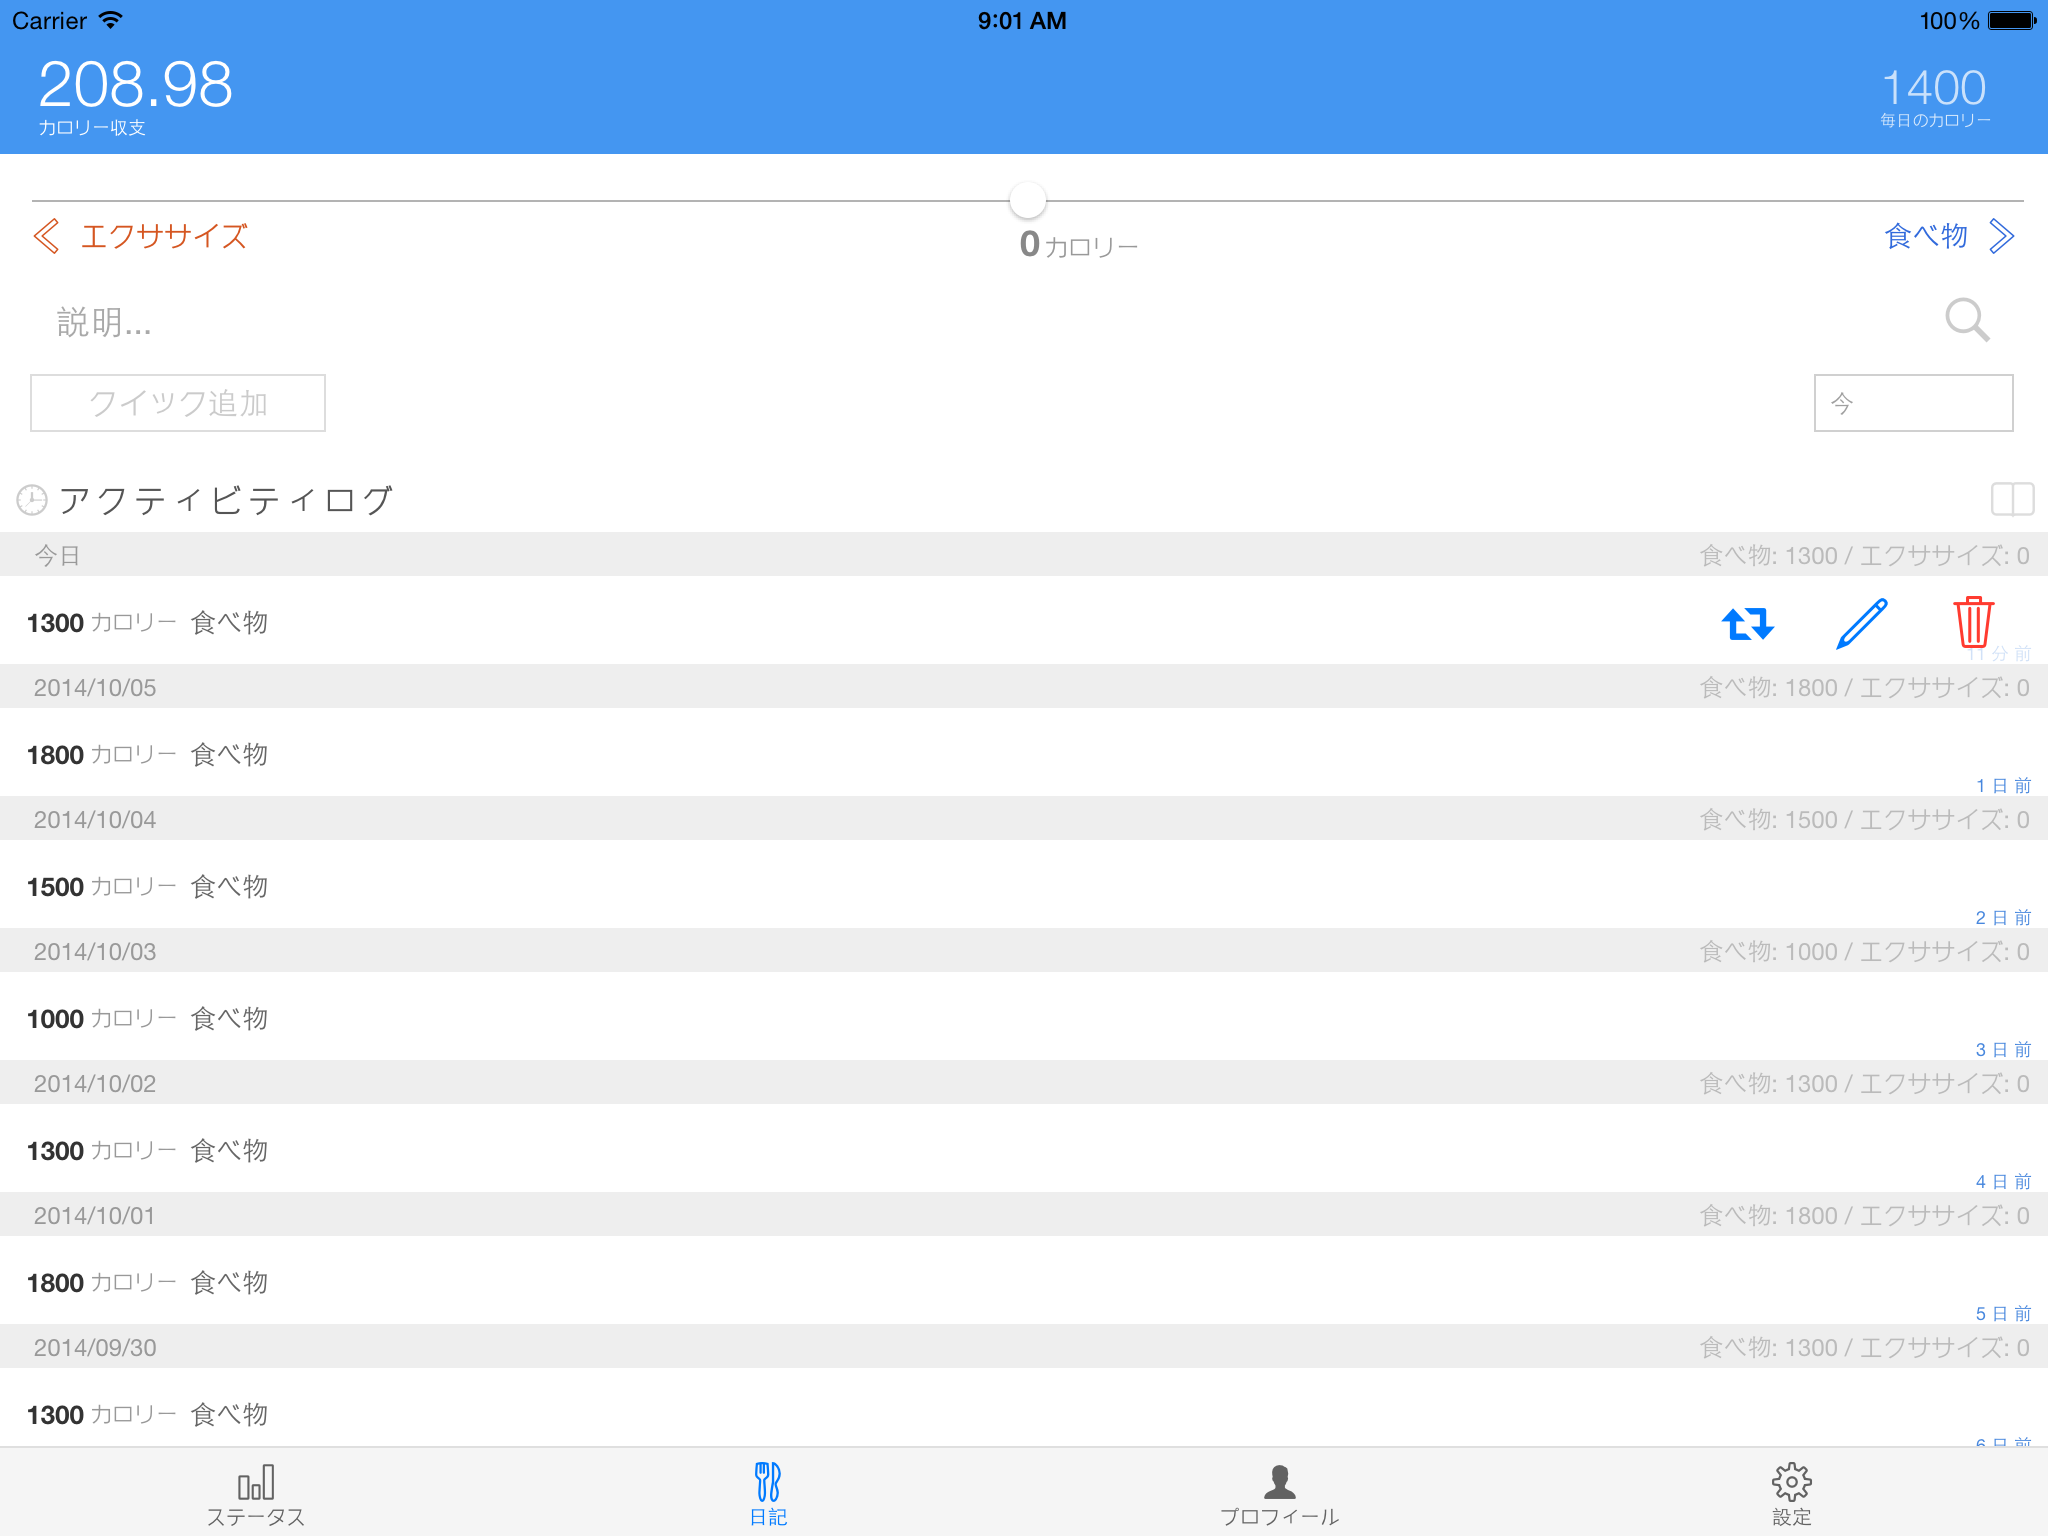 Carrier 9:01 AM 100%
208.98 1400
カロリー収支 毎日のカロリー
エクササイズ 0 カロリー 食べ物
説明...
クイック追加 今
アクティビティログ
今日 食べ物: 1300 / エクササイズ: 0
1300 カロリー 食べ物
11 分 前
2014/10/05 食べ物: 1800 / エクササイズ: 0
1800 カロリー 食べ物
1 日 前
2014/10/04 食べ物: 1500 / エクササイズ: 0
1500 カロリー 食べ物
2 日 前
2014/10/03 食べ物: 1000 / エクササイズ: 0
1000 カロリー 食べ物
3 日 前
2014/10/02 食べ物: 1300 / エクササイズ: 0
1300 カロリー 食べ物
4 日 前
2014/10/01 食べ物: 1800 / エクササイズ: 0
1800 カロリー 食べ物
5 日 前
2014/09/30 食べ物: 1300 / エクササイズ: 0
1300 カロリー 食べ物
6 日 前
ステータス 日記 プロフィール 設定